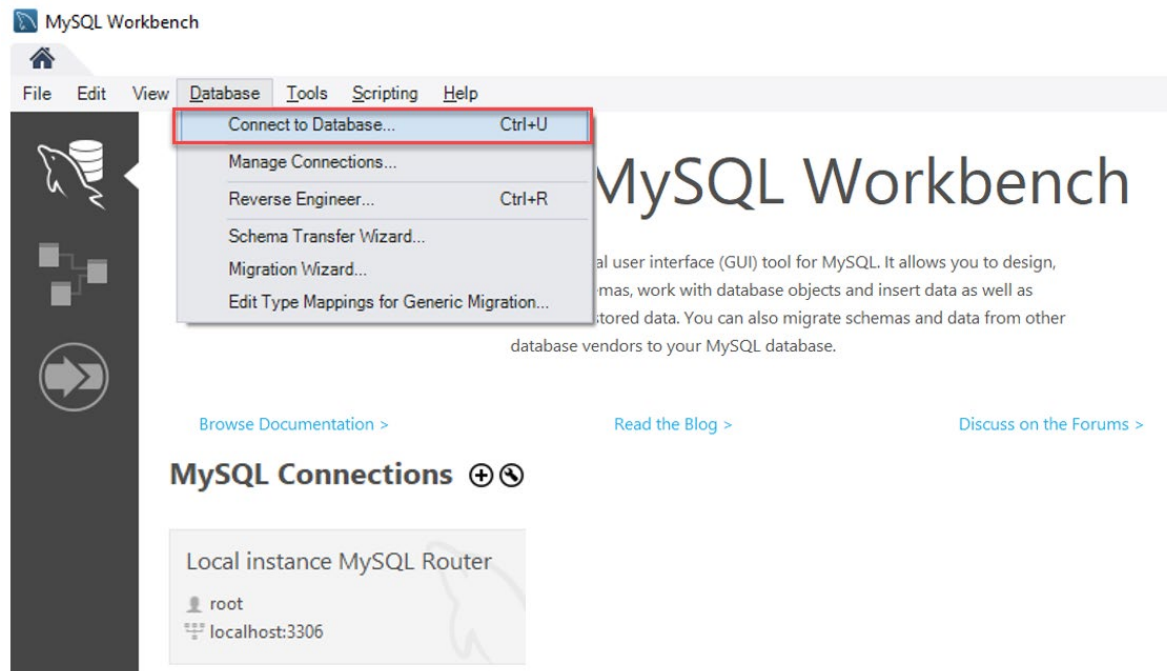 MySQL Workbench
File Edit View Database Tools Scripting Help
Connect to Database... Ctrl+U
Manage Connections...
Reverse Engineer... Ctrl+R
Schema Transfer Wizard...
Migration Wizard...
Edit Type Mappings for Generic Migration...
MySQL Workbench
user interface (GUI) tool for MySQL. It allows you to design,
work with database objects and insert data as well as
stored data. You can also migrate schemas and data from other
database vendors to your MySQL database.
Browse Documentation > Read the Blog > Discuss on the Forums >
MySQL Connections
Local instance MySQL Router
root
localhost:3306